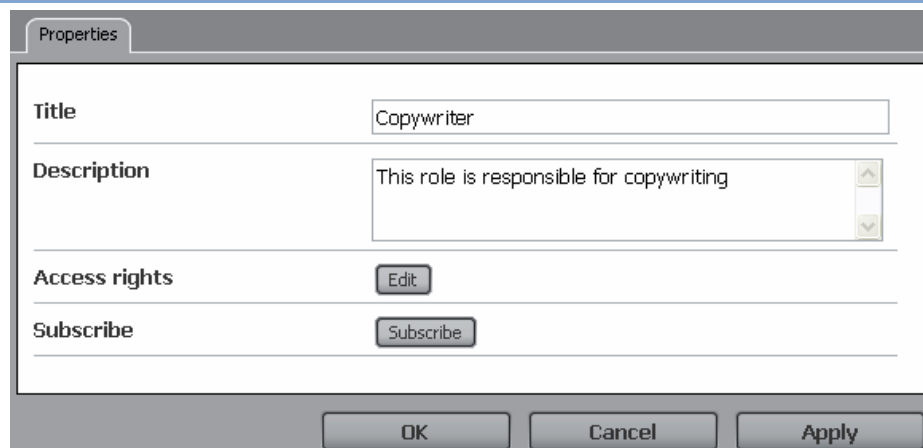 Properties
Title
Copywriter
Description
This role is responsible for copywriting
Access rights
Edit
Subscribe
Subscribe
OK Cancel Apply